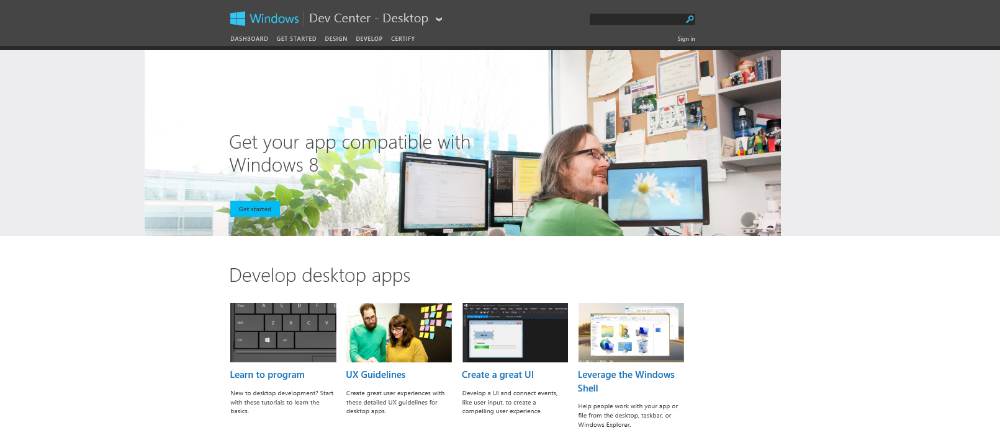 Windows
Dev Center - Desktop
DASHBOARD GET STARTED DESIGN DEVELOP CERTIFY
Sign in
Get your app compatible with
Windows 8
Get started
Develop desktop apps
Caps A S D F G
Shift Z X C V
Ctrl Alt
Learn to program
New to desktop development? Start
with these tutorials to learn the
basics.
UX Guidelines
Create great user experiences with
these detailed UX guidelines for
desktop apps.
Create a great UI
Develop a UI and connect events,
like user input, to create a
compelling user experience.
Leverage the Windows
Shell
Help people work with your app or
file from the desktop, taskbar, or
Windows Explorer.